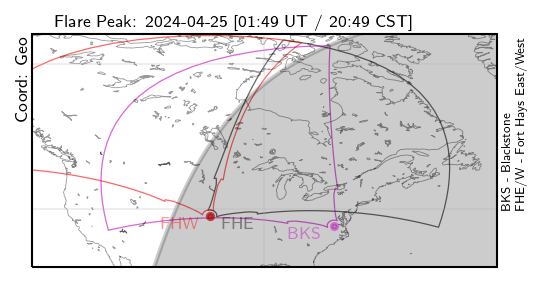 Flare Peak: 2024-04-25 [01:49 UT / 20:49 CST]
Coord: Geo
FHW
FHE
BKS
BKS - Blackstone
FHE/W - Fort Hays East/West